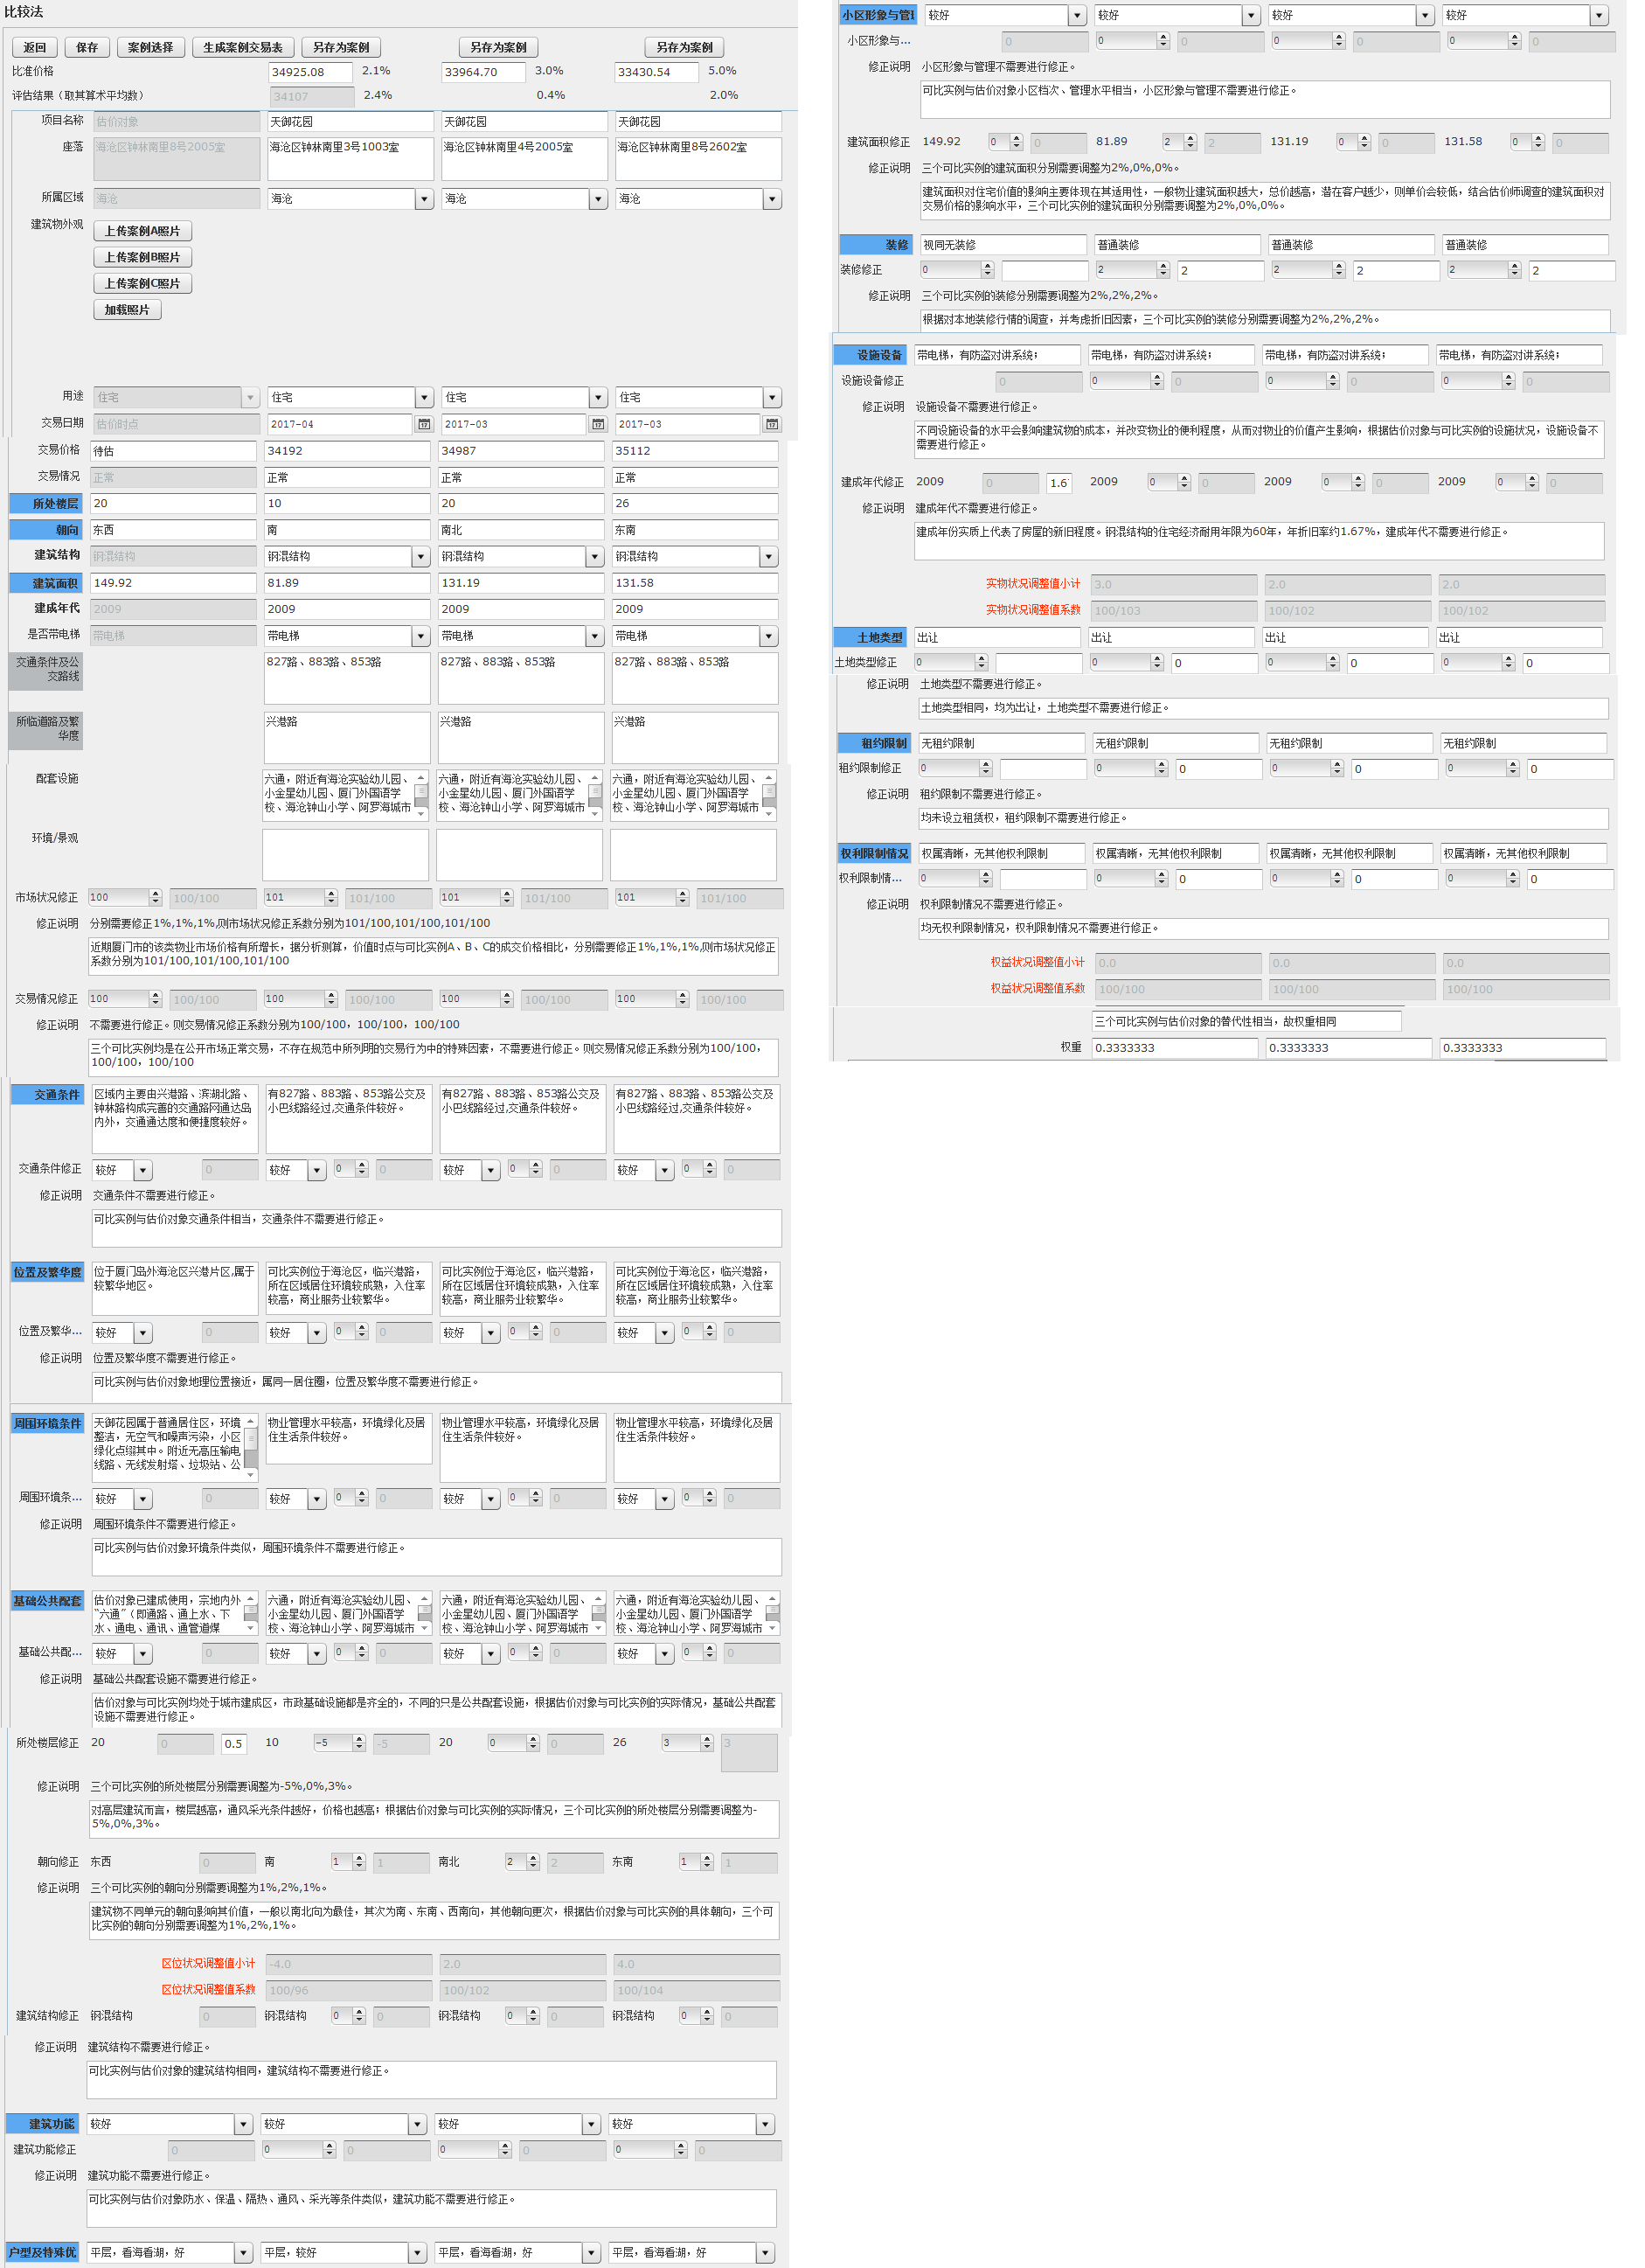 比较法
返回 保存 案例选择 生成案例交易表 另存为案例 另存为案例 另存为案例
比准价格 34925.08 2.1% 33964.70 3.0% 33430.54 5.0%
评估结果（取其算术平均数） 34107 2.4% 0.4% 2.0%
项目名称 估价对象 天御花园 天御花园 天御花园
座落 海沧区钟林南里8号2005室 海沧区钟林南里3号1003室 海沧区钟林南里4号2005室 海沧区钟林南里8号2602室
所属区域 海沧 海沧 海沧 海沧
建筑物外观 上传案例A照片
上传案例B照片
上传案例C照片
加载照片
用途 住宅 住宅 住宅 住宅
交易日期 估价时点 2017-04 2017-03 2017-03
交易价格 待估 34192 34987 35112
交易情况 正常 正常 正常 正常
所处楼层 20 10 20 26
朝向 东西 南 南北 东南
建筑结构 钢混结构 钢混结构 钢混结构 钢混结构
建筑面积 149.92 81.89 131.19 131.58
建成年代 2009 2009 2009 2009
是否带电梯 带电梯 带电梯 带电梯 带电梯
交通条件及公交路线 827路、883路、853路 827路、883路、853路 827路、883路、853路
所临道路及繁华度 兴港路 兴港路 兴港路
配套设施 六通，附近有海沧实验幼儿园、 六通，附近有海沧实验幼儿园、 六通，附近有海沧实验幼儿园、
小金星幼儿园、厦门外国语学 小金星幼儿园、厦门外国语学 小金星幼儿园、厦门外国语学
校、海沧钟山小学、阿罗海城市 校、海沧钟山小学、阿罗海城市 校、海沧钟山小学、阿罗海城市
环境/景观
市场状况修正 100 100/100 101 101/100 101 101/100 101 101/100
修正说明 分别需要修正1%,1%,1%,则市场状况修正系数分别为101/100,101/100,101/100
近期厦门市的该类物业市场价格有所增长，据分析测算，价值时点与可比实例A、B、C的成交价格相比，分别需要修正1%,1%,1%,则市场状况修正
系数分别为101/100,101/100,101/100
交易情况修正 100 100/100 100 100/100 100 100/100 100 100/100
修正说明 不需要进行修正。则交易情况修正系数分别为100/100，100/100，100/100
三个可比实例均是在公开市场正常交易，不存在规范中所列明的交易行为中的特殊因素，不需要进行修正。则交易情况修正系数分别为100/100，
100/100，100/100
交通条件 区域内主要由兴港路、滨湖北路、 有827路、883路、853路公交及 有827路、883路、853路公交及 有827路、883路、853路公交及
钟林路构成完善的交通路网通达岛 小巴线路经过,交通条件较好。 小巴线路经过,交通条件较好。 小巴线路经过,交通条件较好。
内外，交通通达度和便捷度较好。
交通条件修正 较好 0 较好 0 0 较好 0 0 较好 0 0
修正说明 交通条件不需要进行修正。
可比实例与估价对象交通条件相当，交通条件不需要进行修正。
位置及繁华度 位于厦门岛外海沧区兴港片区,属于 可比实例位于海沧区，临兴港路， 可比实例位于海沧区，临兴港路， 可比实例位于海沧区，临兴港路，
较繁华地区。 所在区域居住环境较成熟，入住率 所在区域居住环境较成熟，入住率 所在区域居住环境较成熟，入住率
较高，商业服务业较繁华。 较高，商业服务业较繁华。 较高，商业服务业较繁华。
位置及繁华... 较好 0 较好 0 0 较好 0 0 较好 0 0
修正说明 位置及繁华度不需要进行修正。
可比实例与估价对象地理位置接近，属同一居住圈，位置及繁华度不需要进行修正。
周围环境条件 天御花园属于普通居住区，环境 物业管理水平较高，环境绿化及居 物业管理水平较高，环境绿化及居 物业管理水平较高，环境绿化及居
整洁，无空气和噪声污染，小区 住生活条件较好。 住生活条件较好。 住生活条件较好。
绿化点缀其中。附近无高压输电
线路、无线发射塔、垃圾站、公
周围环境条... 较好 0 较好 0 0 较好 0 0 较好 0 0
修正说明 周围环境条件不需要进行修正。
可比实例与估价对象环境条件类似，周围环境条件不需要进行修正。
基础公共配套 估价对象已建成使用，宗地内外 六通，附近有海沧实验幼儿园、 六通，附近有海沧实验幼儿园、 六通，附近有海沧实验幼儿园、
“六通”（即通路、通上水、下 小金星幼儿园、厦门外国语学 小金星幼儿园、厦门外国语学 小金星幼儿园、厦门外国语学
水、通电、通讯、通管道煤 校、海沧钟山小学、阿罗海城市 校、海沧钟山小学、阿罗海城市 校、海沧钟山小学、阿罗海城市
基础公共配... 较好 0 较好 0 0 较好 0 0 较好 0 0
修正说明 基础公共配套设施不需要进行修正。
估价对象与可比实例均处于城市建成区，市政基础设施都是齐全的，不同的只是公共配套设施，根据估价对象与可比实例的实际情况，基础公共配套
设施不需要进行修正。
所处楼层修正 20 0 0.5 10 -5 -5 20 0 0 26 3 3
修正说明 三个可比实例的所处楼层分别需要调整为-5%,0%,3%。
对高层建筑而言，楼层越高，通风采光条件越好，价格也越高；根据估价对象与可比实例的实际情况，三个可比实例的所处楼层分别需要调整为-
5%,0%,3%。
朝向修正 东西 0 南 1 1 南北 2 2 东南 1 1
修正说明 三个可比实例的朝向分别需要调整为1%,2%,1%。
建筑物不同单元的朝向影响其价值，一般以南北向为最佳，其次为南、东南、西南向，其他朝向更次，根据估价对象与可比实例的具体朝向，三个可
比实例的朝向分别需要调整为1%,2%,1%。
区位状况调整值小计 -4.0 2.0 4.0
区位状况调整值系数 100/96 100/102 100/104
建筑结构修正 钢混结构 0 钢混结构 0 0 钢混结构 0 0 钢混结构 0 0
修正说明 建筑结构不需要进行修正。
可比实例与估价对象的建筑结构相同，建筑结构不需要进行修正。
建筑功能 较好 较好 较好 较好
建筑功能修正 0 0 0 0 0 0 0
修正说明 建筑功能不需要进行修正。
可比实例与估价对象防水、保温、隔热、通风、采光等条件类似，建筑功能不需要进行修正。
户型及特殊优 平层，看海看湖，好 平层，较好 平层，看海看湖，好 平层，看海看湖，好
小区形象与管理 较好 较好 较好 较好
小区形象与... 0 0 0 0 0 0 0
修正说明 小区形象与管理不需要进行修正。
可比实例与估价对象小区档次、管理水平相当，小区形象与管理不需要进行修正。
建筑面积修正 149.92 0 0 81.89 2 2 131.19 0 0 131.58 0 0
修正说明 三个可比实例的建筑面积分别需要调整为2%,0%,0%。
建筑面积对住宅价值的影响主要体现在其适用性，一般物业建筑面积越大，总价越高，潜在客户越少，则单价会较低，结合估价师调查的建筑面积对
交易价格的影响水平，三个可比实例的建筑面积分别需要调整为2%,0%,0%。
装修 视同无装修 普通装修 普通装修 普通装修
装修修正 0 2 2 2 2 2 2
修正说明 三个可比实例的装修分别需要调整为2%,2%,2%。
根据对本地装修行情的调查，并考虑折旧因素，三个可比实例的装修分别需要调整为2%,2%,2%。
设施设备 带电梯，有防盗对讲系统； 带电梯，有防盗对讲系统； 带电梯，有防盗对讲系统； 带电梯，有防盗对讲系统；
设施设备修正 0 0 0 0 0 0 0
修正说明 设施设备不需要进行修正。
不同设施设备的水平会影响建筑物的成本，并改变物业的便利程度，从而对物业的价值产生影响，根据估价对象与可比实例的设施状况，设施设备不
需要进行修正。
建成年代修正 2009 0 1.67 2009 0 0 2009 0 0 2009 0 0
修正说明 建成年代不需要进行修正。
建成年份实质上代表了房屋的新旧程度。钢混结构的住宅经济耐用年限为60年，年折旧率约1.67%，建成年代不需要进行修正。
实物状况调整值小计 3.0 2.0 2.0
实物状况调整值系数 100/103 100/102 100/102
土地类型 出让 出让 出让 出让
土地类型修正 0 0 0 0 0 0 0
修正说明 土地类型不需要进行修正。
土地类型相同，均为出让，土地类型不需要进行修正。
租约限制 无租约限制 无租约限制 无租约限制 无租约限制
租约限制修正 0 0 0 0 0 0 0
修正说明 租约限制不需要进行修正。
均未设立租赁权，租约限制不需要进行修正。
权利限制情况 权属清晰，无其他权利限制 权属清晰，无其他权利限制 权属清晰，无其他权利限制 权属清晰，无其他权利限制
权利限制情... 0 0 0 0 0 0 0
修正说明 权利限制情况不需要进行修正。
均无权利限制情况，权利限制情况不需要进行修正。
权益状况调整值小计 0.0 0.0 0.0
权益状况调整值系数 100/100 100/100 100/100
三个可比实例与估价对象的替代性相当，故权重相同
权重 0.3333333 0.3333333 0.3333333